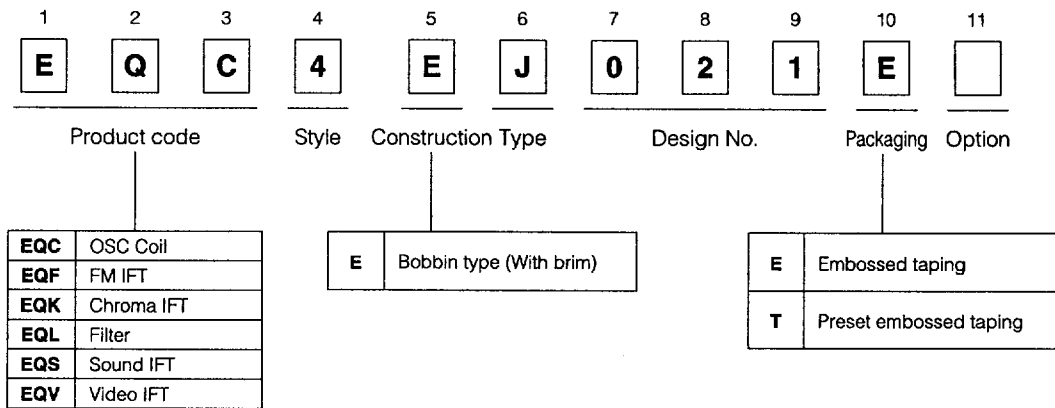 1 2 3 4 5 6 7 8 9 10 11
E Q C 4 E J 0 2 1 E
Product code Style Construction Type Design No. Packaging Option
EQC OSC Coil
EQF FM IFT
EQK Chroma IFT
EQL Filter
EQS Sound IFT
EQV Video IFT
E Bobbin type (With brim)
E Embossed taping
T Preset embossed taping